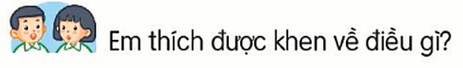 Em thích được khen về điều gì?